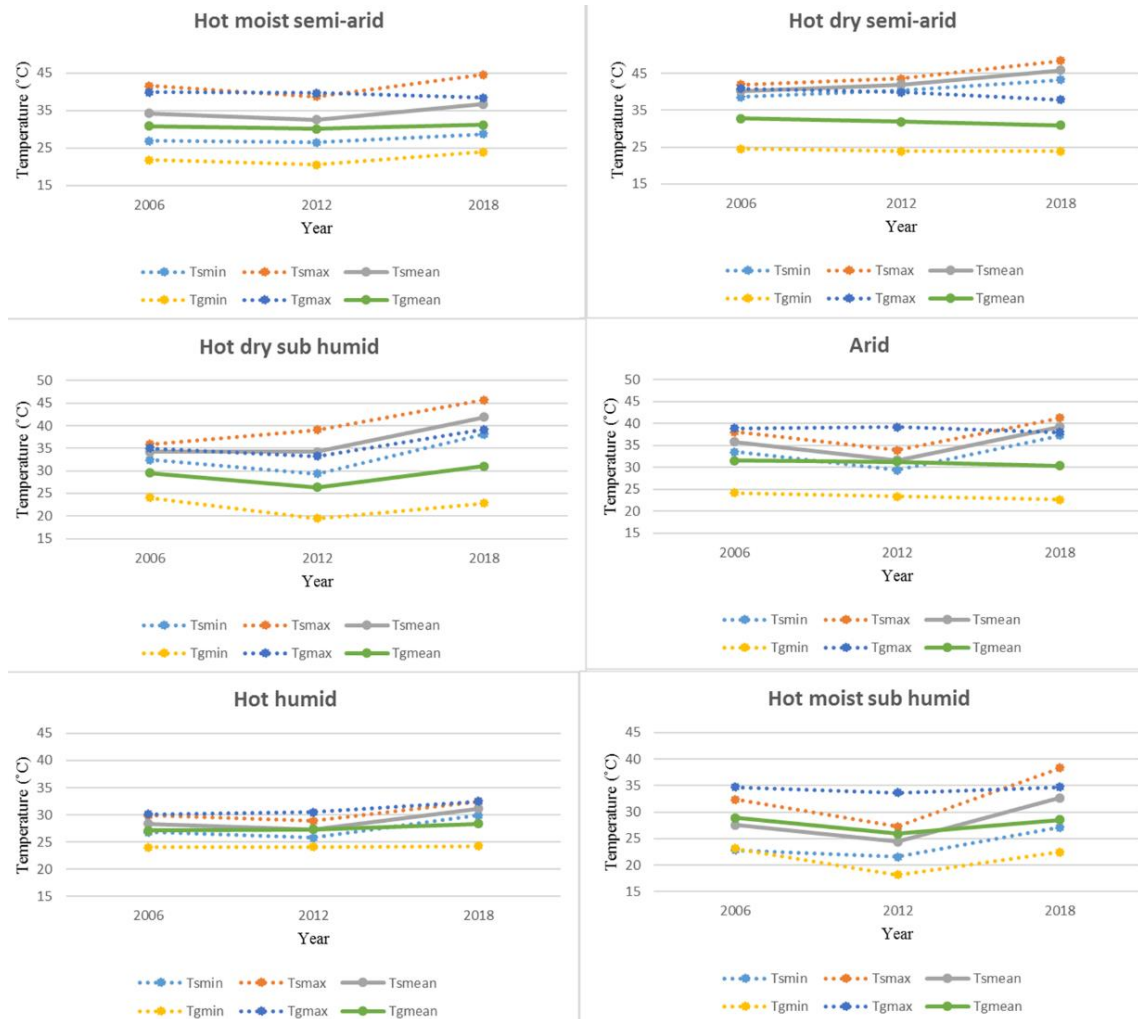 Hot moist semi-arid
Temperature (˚C)
45
35
25
15
2006 2012 2018
Year
Tsmin Tsmax Tsmean
Tgmin Tgmax Tgmean
Hot dry semi-arid
Temperature (˚C)
45
35
25
15
2006 2012 2018
Year
Tsmin Tsmax Tsmean
Tgmin Tgmax Tgmean
Hot dry sub humid
Temperature (˚C)
50
45
40
35
30
25
20
15
2006 2012 2018
Year
Tsmin Tsmax Tsmean
Tgmin Tgmax Tgmean
Arid
Temperature (˚C)
50
45
40
35
30
25
20
15
2006 2012 2018
Year
Tsmin Tsmax Tsmean
Tgmin Tgmax Tgmean
Hot humid
Temperature (˚C)
45
40
35
30
25
20
15
2006 2012 2018
Year
Tsmin Tsmax Tsmean
Tgmin Tgmax Tgmean
Hot moist sub humid
Temperature (˚C)
45
40
35
30
25
20
15
2006 2012 2018
Year
Tsmin Tsmax Tsmean
Tgmin Tgmax Tgmean